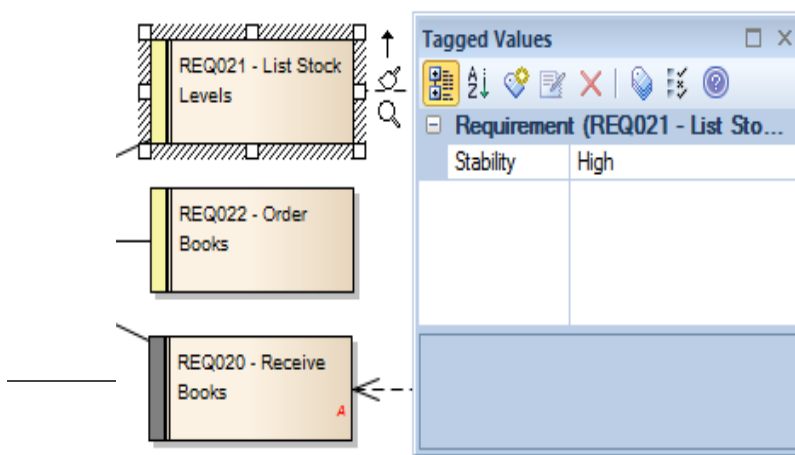 REQ021 - List Stock
Levels
REQ022 - Order
Books
REQ020 - Receive
Books
A
Tagged Values
A
Z
Requirement (REQ021 - List Sto...
Stability High